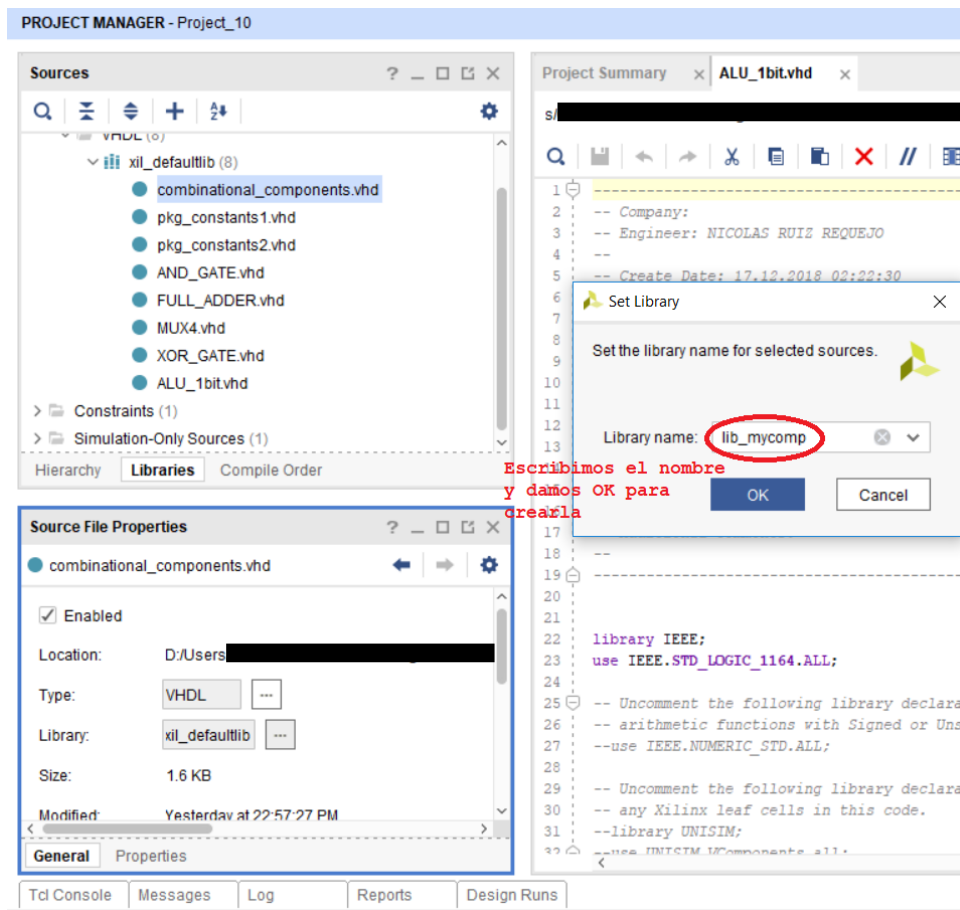 PROJECT MANAGER - Project_10
Sources
VHDL (8)
xil_defaultlib (8)
combinational_components.vhd
pkg_constants1.vhd
pkg_constants2.vhd
AND_GATE.vhd
FULL_ADDER.vhd
MUX4.vhd
XOR_GATE.vhd
ALU_1bit.vhd
Constraints (1)
Simulation-Only Sources (1)
Hierarchy Libraries Compile Order
Source File Properties
combinational_components.vhd
Enabled
Location: D:/Users
Type: VHDL
Library: xil_defaultlib
Size: 1.6 KB
Modified: Yesterday at 22:57:27 PM
General Properties
Tcl Console Messages Log Reports Design Runs
Project Summary ALU_1bit.vhd
s/
1 --------------------------------
2 -- Company:
3 -- Engineer: NICOLAS RUIZ REQUEJO
4 --
5 -- Create Date: 17.12.2018 02:22:30
6
7
8
9
10
11
12
13
17
18 --
19 --------------------------------
20
21
22 library IEEE;
23 use IEEE.STD_LOGIC_1164.ALL;
24
25 -- Uncomment the following library declara
26 -- arithmetic functions with Signed or Uns
27 --use IEEE.NUMERIC_STD.ALL;
28
29 -- Uncomment the following library declara
30 -- any Xilinx leaf cells in this code.
31 --library UNISIM;
32 --use UNISIM.VComponents.all;
Set Library
Set the library name for selected sources.
Library name: lib_mycomp
OK Cancel
Escribimos el nombre
y damos OK para
crearla